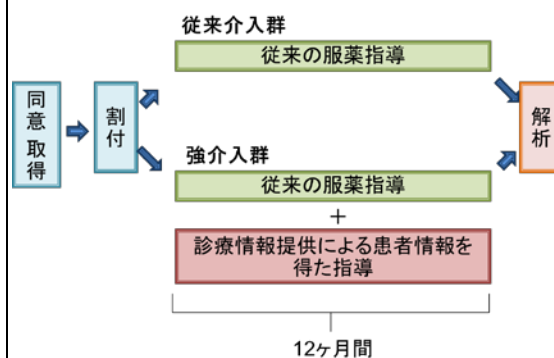 従来介入群
従来の服薬指導
同意取得
割付
解析
強介入群
従来の服薬指導
+
診療情報提供による患者情報を
得た指導
12ヶ月間